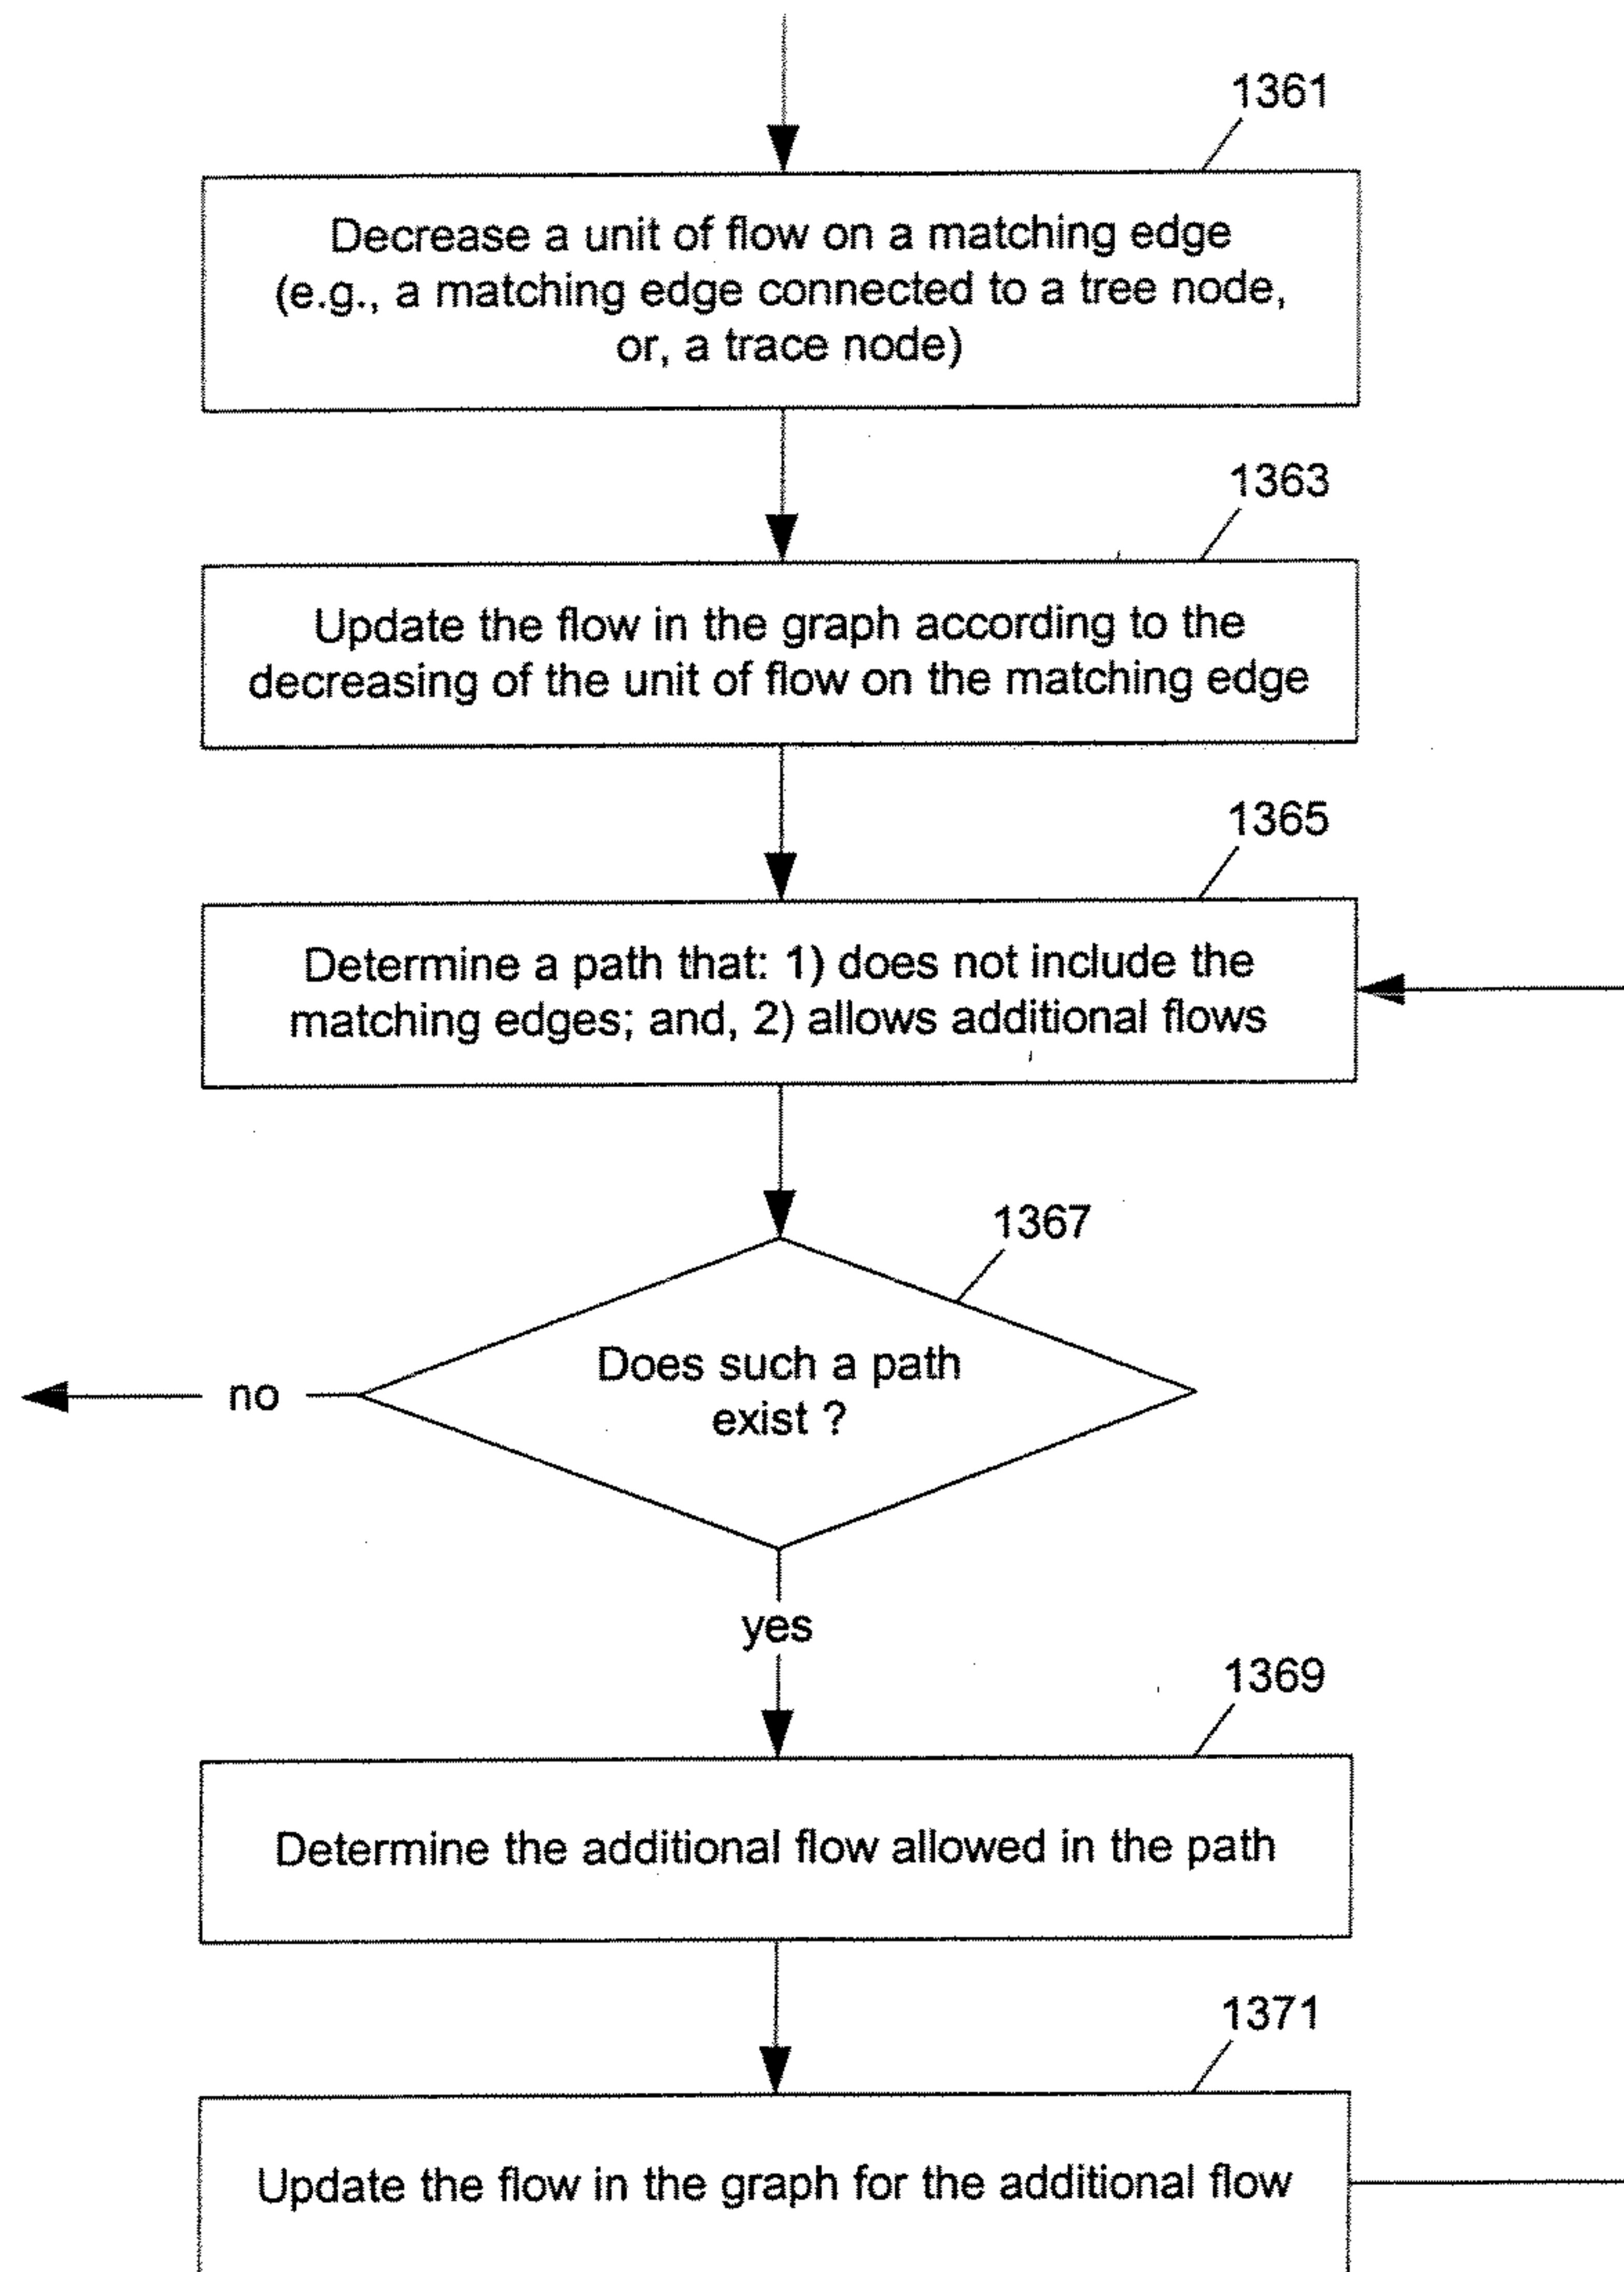 1361
Decrease a unit of flow on a matching edge
(e.g., a matching edge connected to a tree node,
or, a trace node)
1363
Update the flow in the graph according to the
decreasing of the unit of flow on the matching edge
1365
Determine a path that: 1) does not include the
matching edges; and, 2) allows additional flows
1367
Does such a path
exist ?
no
yes
1369
Determine the additional flow allowed in the path
1371
Update the flow in the graph for the additional flow